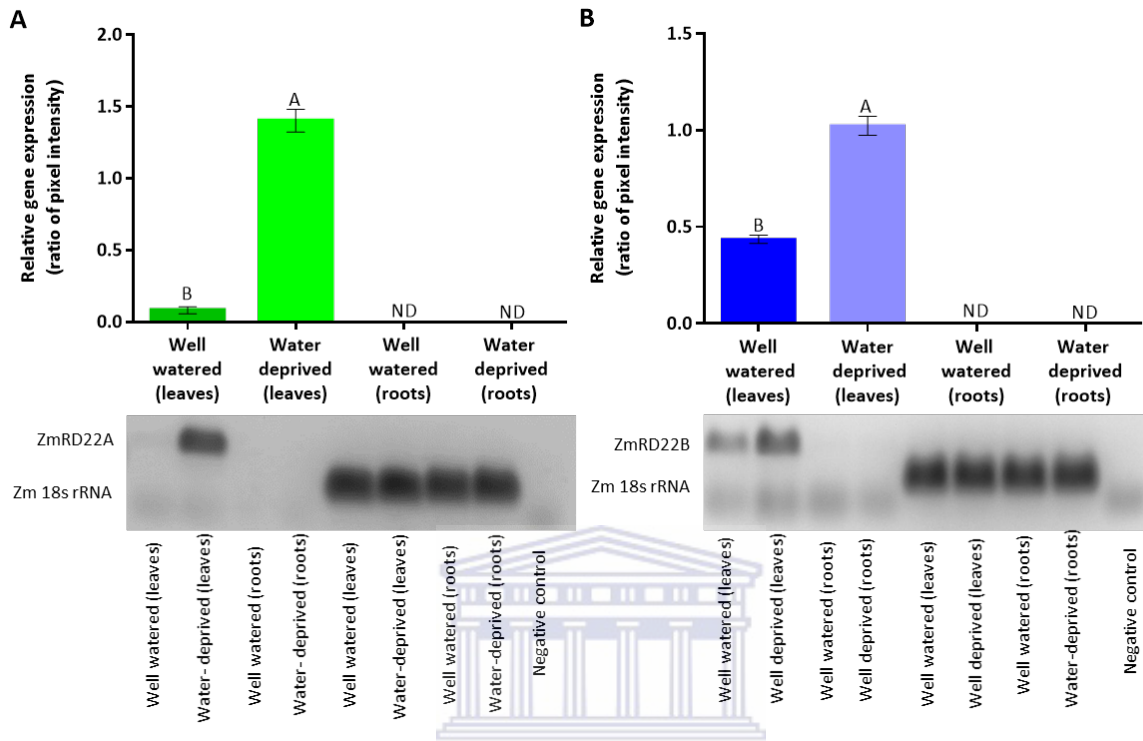 A
Relative gene expression
(ratio of pixel intensity)
2.0
1.5
1.0
0.5
0.0
B
A
ND
ND
Well
watered
(leaves)
Water
deprived
(leaves)
Well
watered
(roots)
Water
deprived
(roots)
ZmRD22A
Zm 18s rRNA
Well watered (leaves)
Water- deprived (leaves)
Well watered (roots)
Water- deprived (roots)
Well watered (leaves)
Water-deprived (leaves)
Well watered (roots)
Water-deprived (roots)
Negative control
B
Relative gene expression
(ratio of pixel intensity)
1.5
1.0
0.5
0.0
B
A
ND
ND
Well
watered
(leaves)
Water
deprived
(leaves)
Well
watered
(roots)
Water
deprived
(roots)
ZmRD22B
Zm 18s rRNA
Well watered (leaves)
Well deprived (leaves)
Well watered (roots)
Well deprived (roots)
Well watered (leaves)
Well deprived (leaves)
Well watered (roots)
Water-deprived (roots)
Negative control